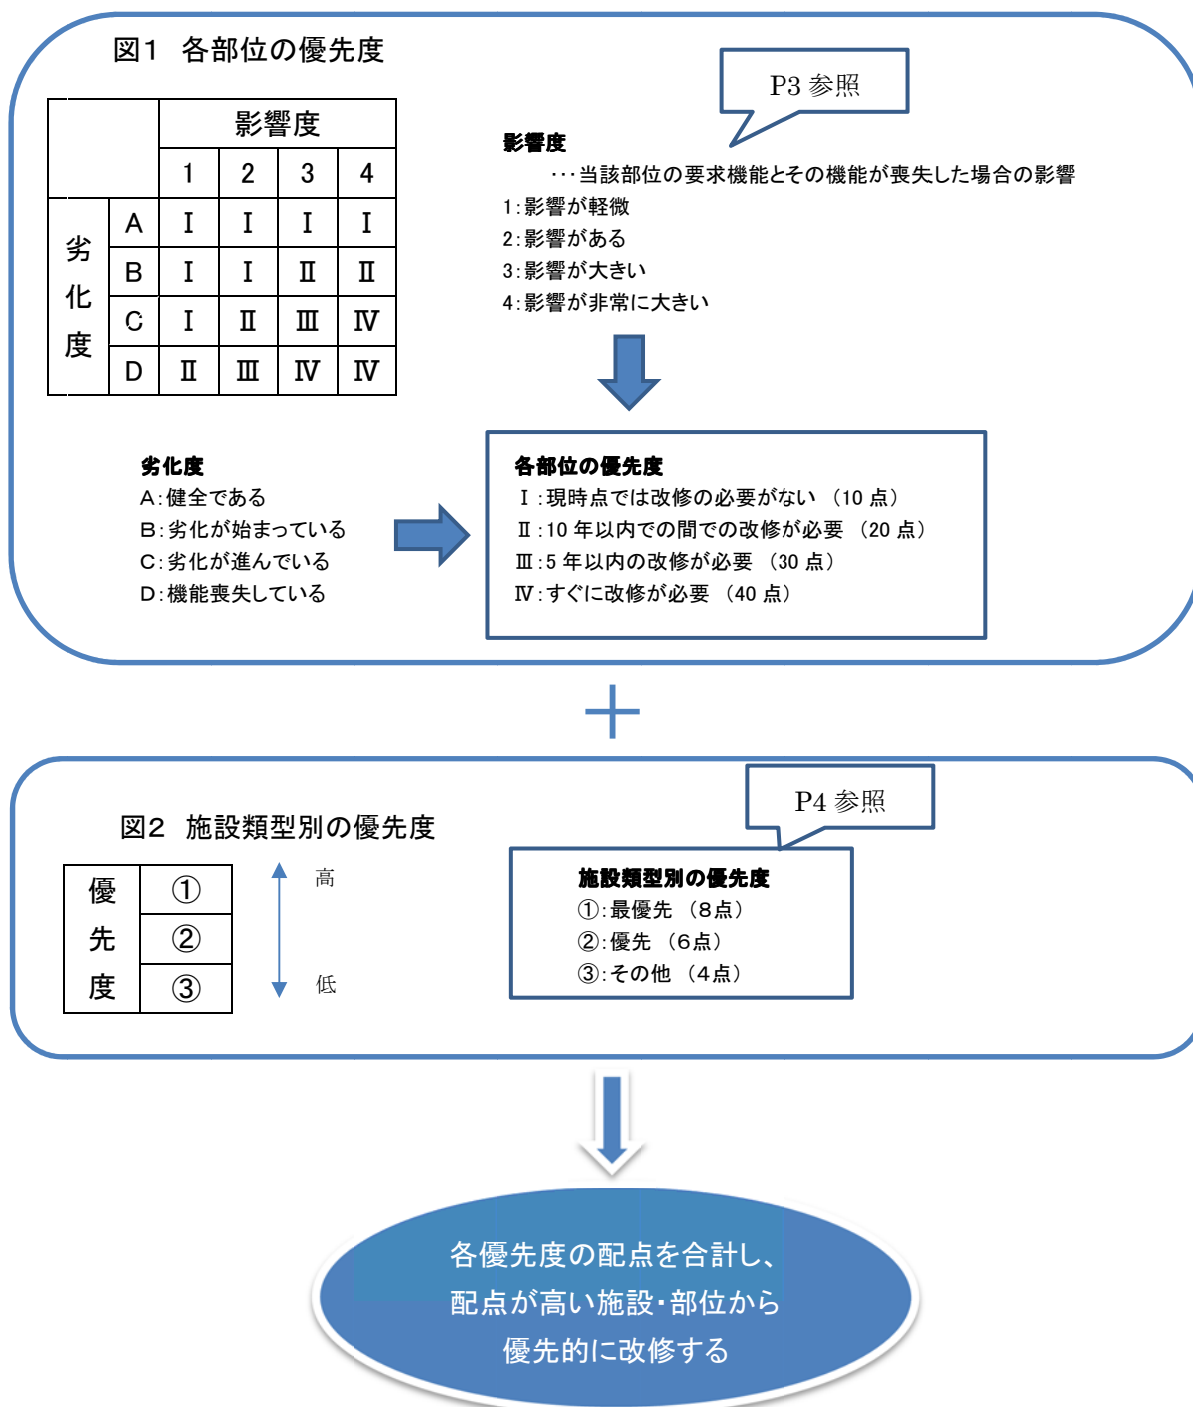 図1 各部位の優先度
P3 参照
影響度
1 2 3 4
劣化度
A Ⅰ Ⅰ Ⅰ Ⅰ
B Ⅰ Ⅰ Ⅱ Ⅱ
C Ⅰ Ⅱ Ⅲ Ⅳ
D Ⅱ Ⅲ Ⅳ Ⅳ
影響度
…当該部位の要求機能とその機能が喪失した場合の影響
1:影響が軽微
2:影響がある
3:影響が大きい
4:影響が非常に大きい
劣化度
A:健全である
B:劣化が始まっている
C:劣化が進んでいる
D:機能喪失している
各部位の優先度
Ⅰ:現時点では改修の必要がない (10 点)
Ⅱ:10 年以内での間での改修が必要 (20 点)
Ⅲ:5 年以内の改修が必要 (30 点)
Ⅳ:すぐに改修が必要 (40 点)
+
P4 参照
図2 施設類型別の優先度
優先度
①
②
③
高
低
施設類型別の優先度
①:最優先 (8点)
②:優先 (6点)
③:その他 (4点)
各優先度の配点を合計し、
配点が高い施設・部位から
優先的に改修する